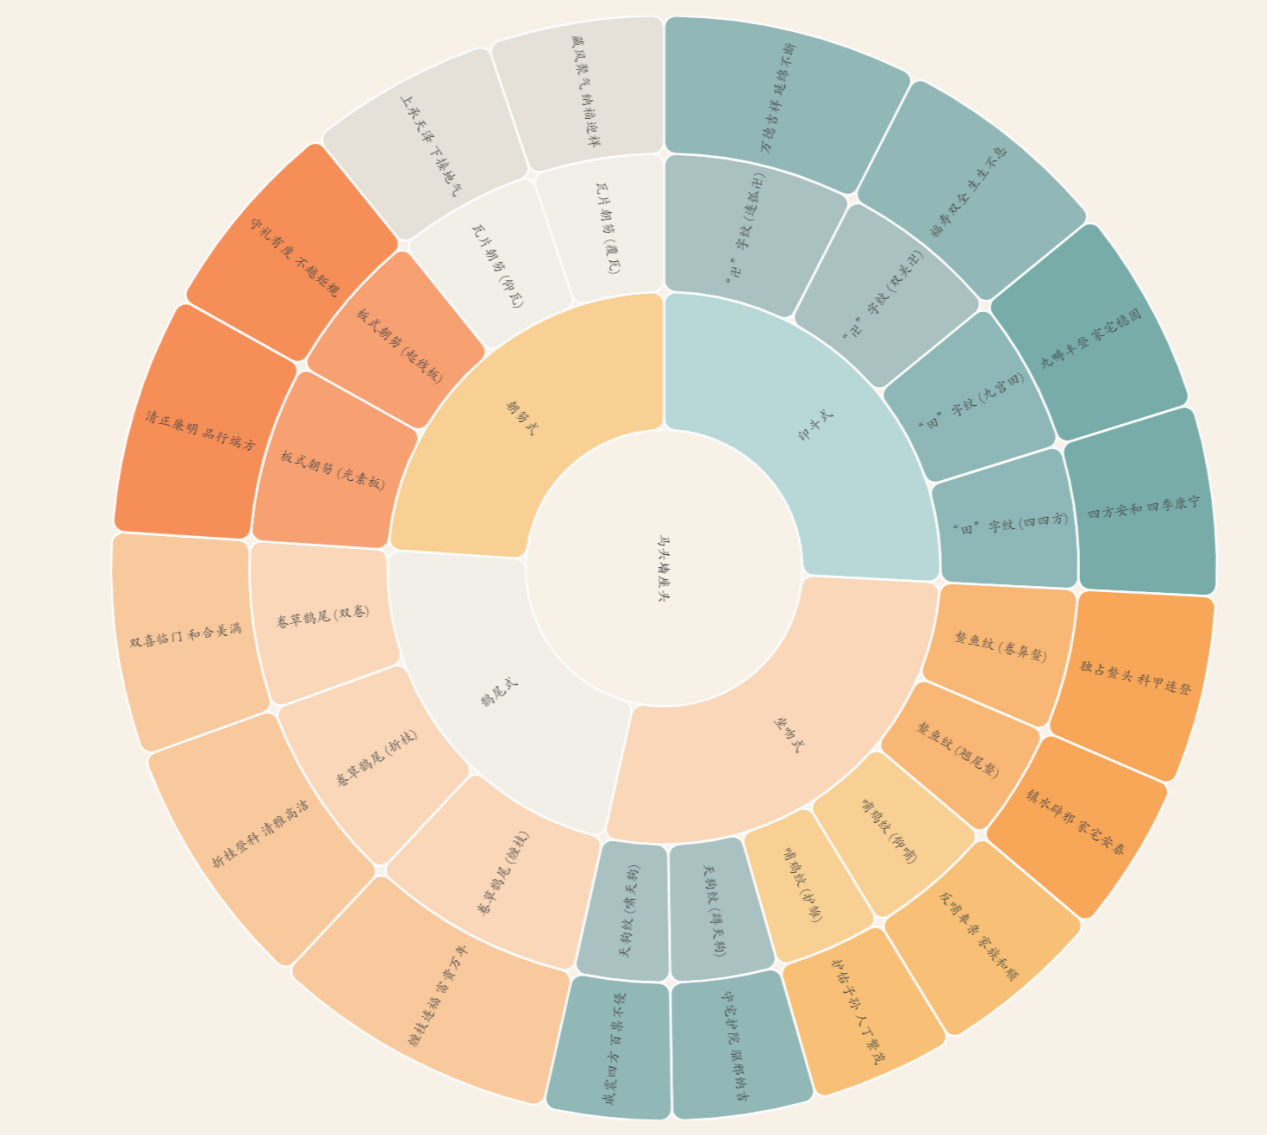 马头墙座头
印斗式
“卍”字纹(连孤卍)
万德吉祥 延绵不断
“卍”字纹(双关卍)
福寿双全 生生不息
“田”字纹(九宫田)
九畴丰登 家宅稳固
“田”字纹(四四方)
四方安和 四季康宁
坐吻式
鳌鱼纹(卷鼻鳌)
独占鳌头 科甲连登
鳌鱼纹(翘尾鳌)
镇水辟邪 家宅安泰
哺鸡纹(仰哺)
反哺奉亲 家族和顺
哺鸡纹(护雏)
护佑子孙 人丁繁茂
天狗纹(蹲天狗)
守宅护院 驱邪纳吉
天狗纹(啸天狗)
威震四方 百祟不侵
鹊尾式
卷草鹊尾(缠枝)
缠枝连福 富贵万年
卷草鹊尾(折枝)
折桂登科 清雅高洁
卷草鹊尾(双卷)
双喜临门 和合美满
朝笏式
板式朝笏(光素板)
清正廉明 品行端方
板式朝笏(起线板)
守礼有度 不越矩规
瓦片朝笏(仰瓦)
上承天泽 下接地气
瓦片朝笏(覆瓦)
藏风聚气 纳福迎祥